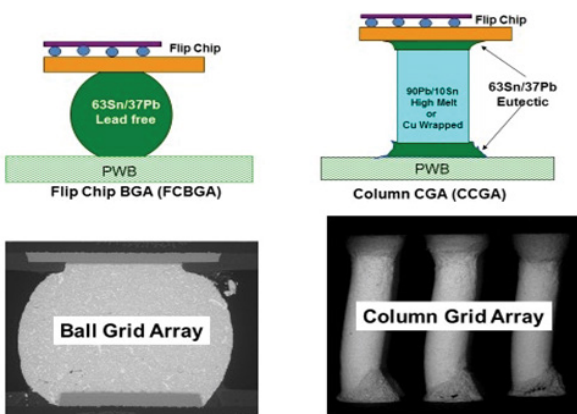 Flip Chip
63Sn/37Pb
Lead free
PWB
Flip Chip BGA (FCBGA)
Flip Chip
90Pb/10Sn
High Melt
or
Cu Wrapped
63Sn/37Pb
Eutectic
PWB
Column CGA (CCGA)
Ball Grid Array
Column Grid Array